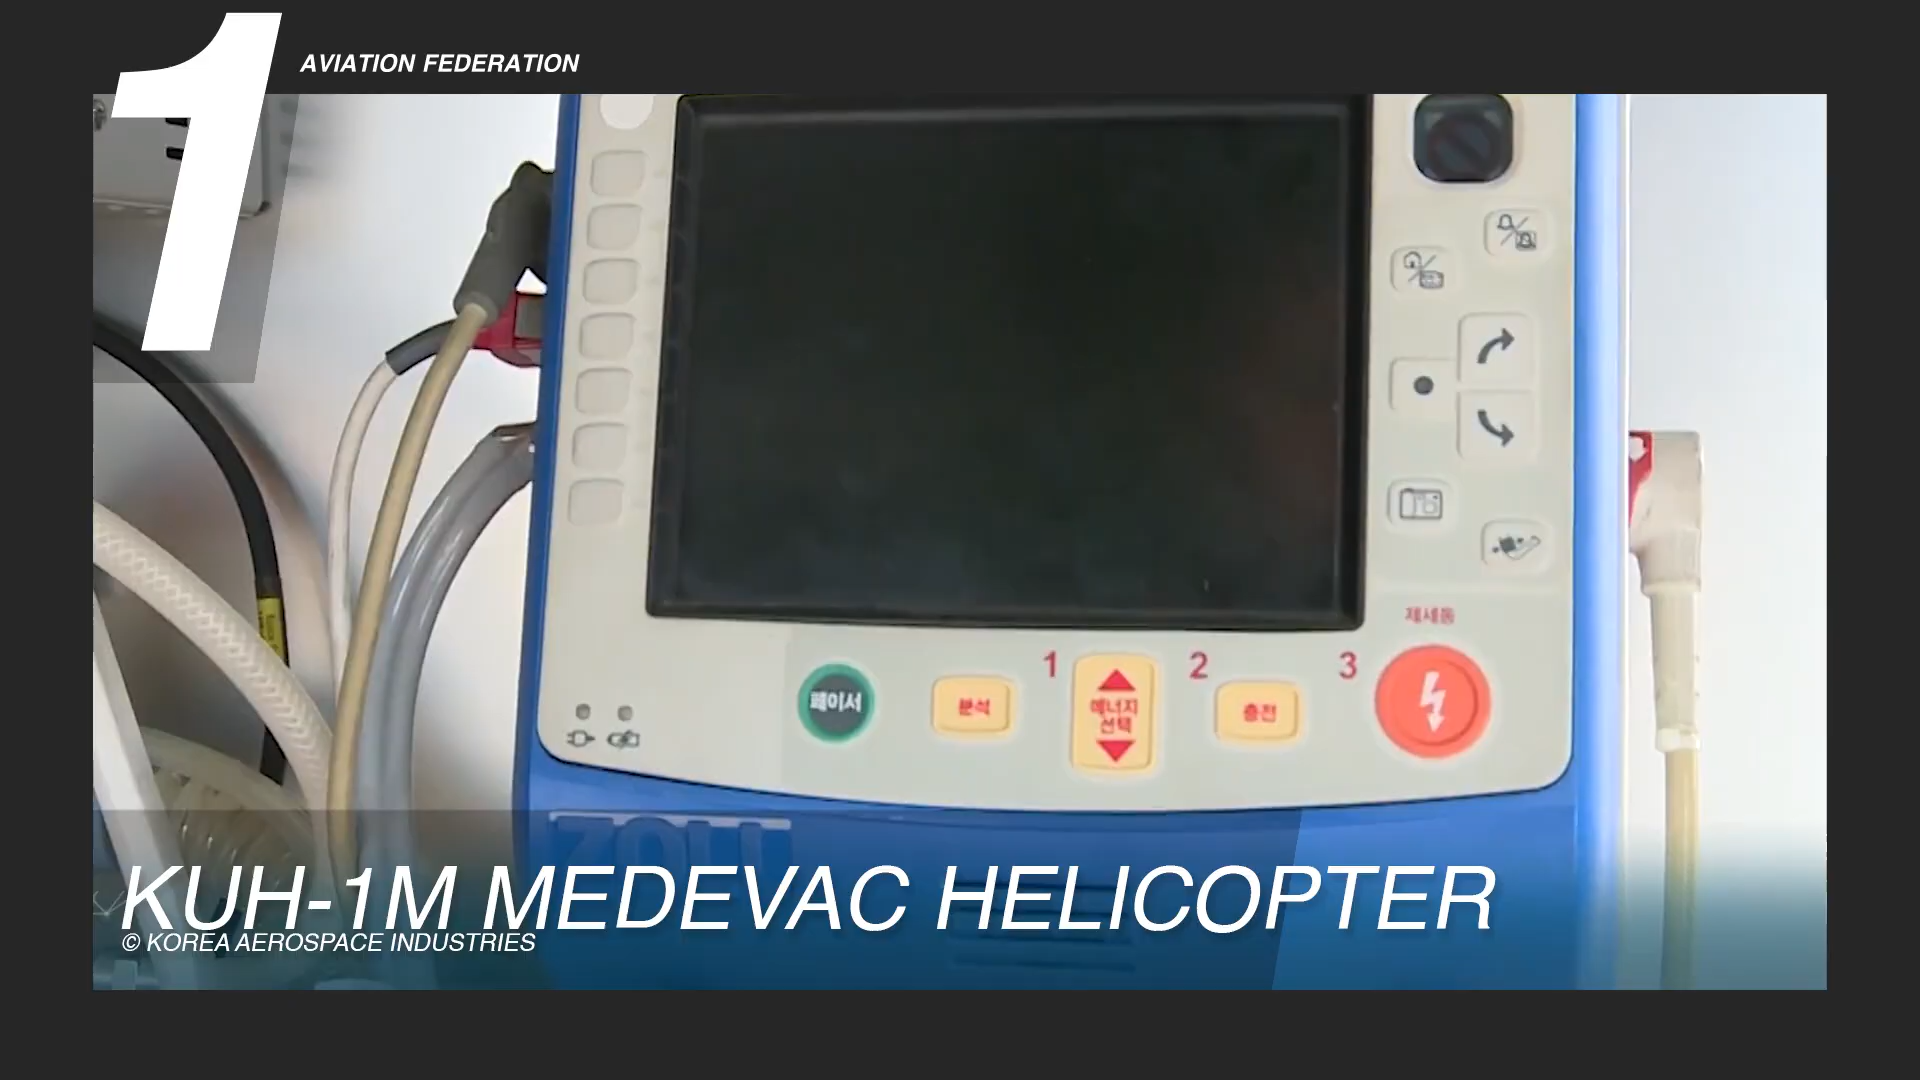 1
AVIATION FEDERATION
제세동
1
2
3
페이서
분석
에너지
선택
충전
ZOLL
KUH-1M MEDEVAC HELICOPTER
© KOREA AEROSPACE INDUSTRIES